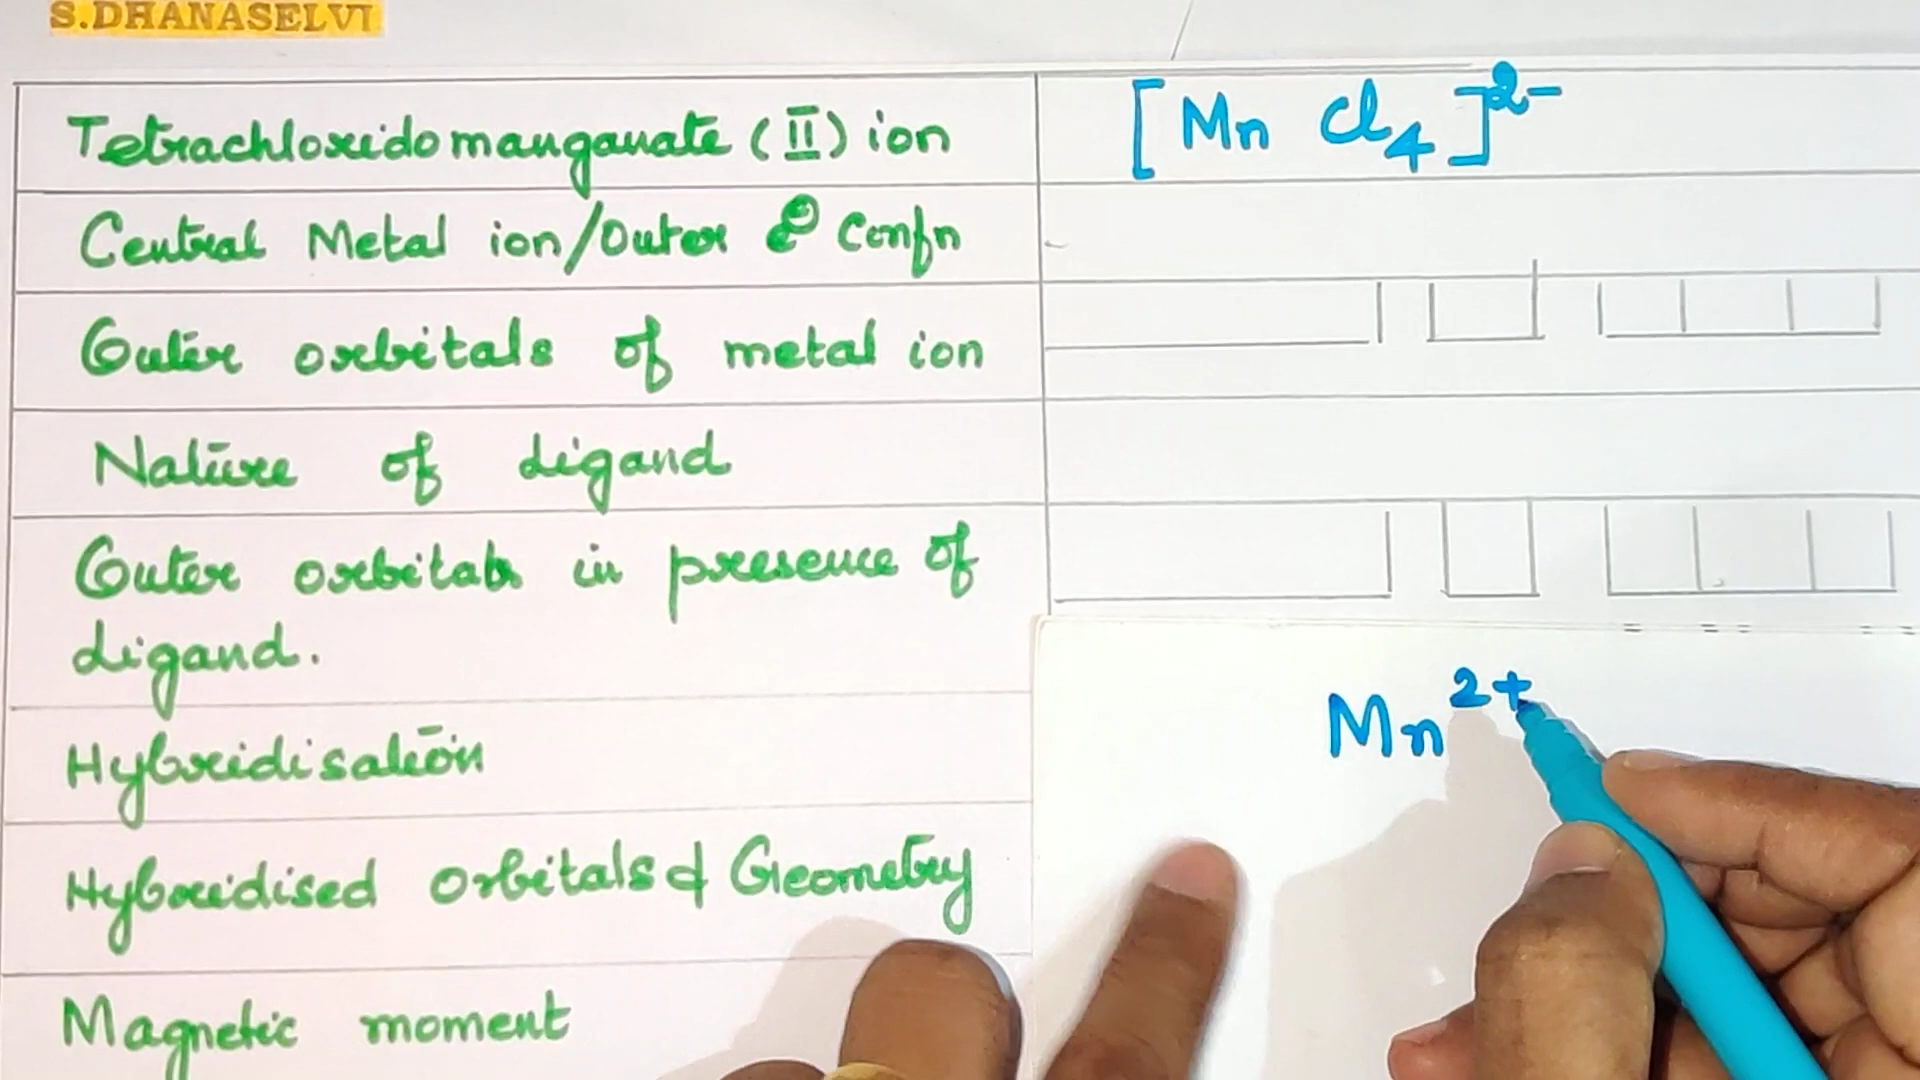 S.DHANASELVI
Tetrachloridomanganate (II) ion
[Mn Cl4]2-
Central Metal ion/Outer e⊖ Confn
Outer orbitals of metal ion
Nature of Ligand
Outer orbitals in presence of
Ligand.
Mn2+
Hybridisation
Hybridised orbitals & Geometry
Magnetic moment